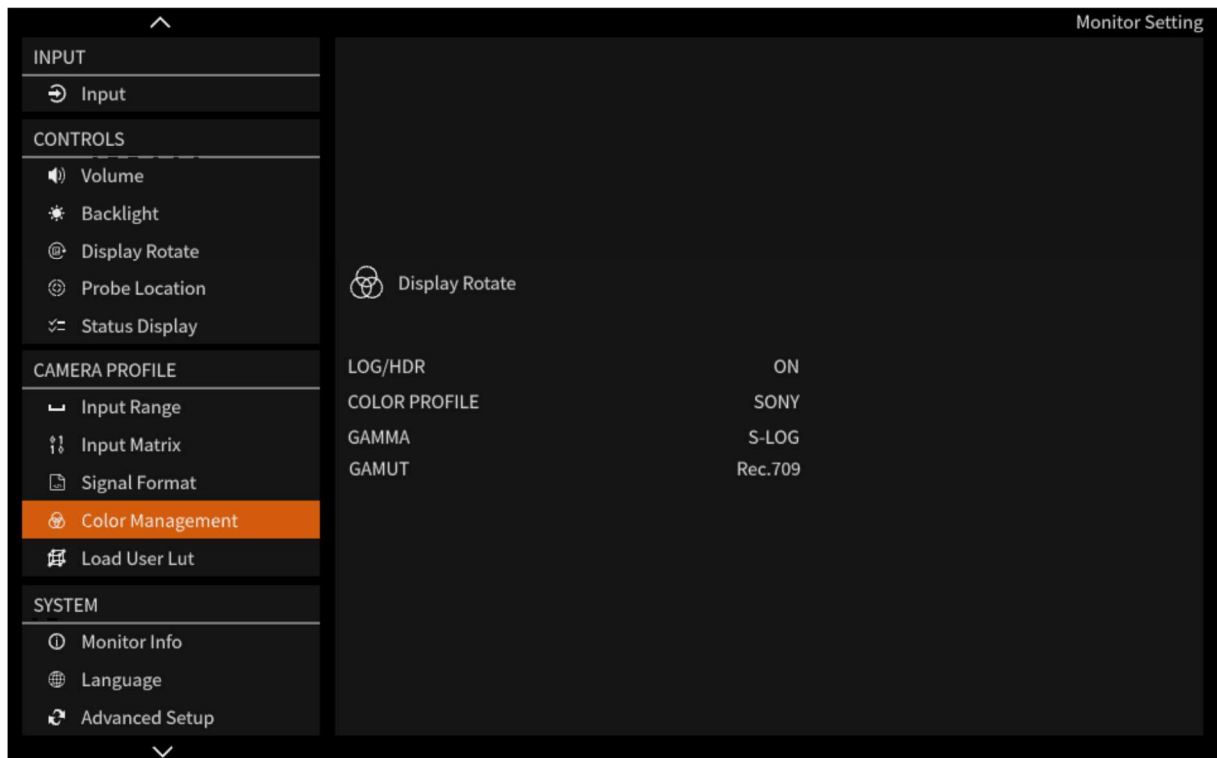 Monitor Setting
INPUT
Input
CONTROLS
Volume
Backlight
Display Rotate
Probe Location
Status Display
CAMERA PROFILE
Input Range
Input Matrix
Signal Format
Color Management
Load User Lut
SYSTEM
Monitor Info
Language
Advanced Setup
Display Rotate
LOG/HDR ON
COLOR PROFILE SONY
GAMMA S-LOG
GAMUT Rec.709